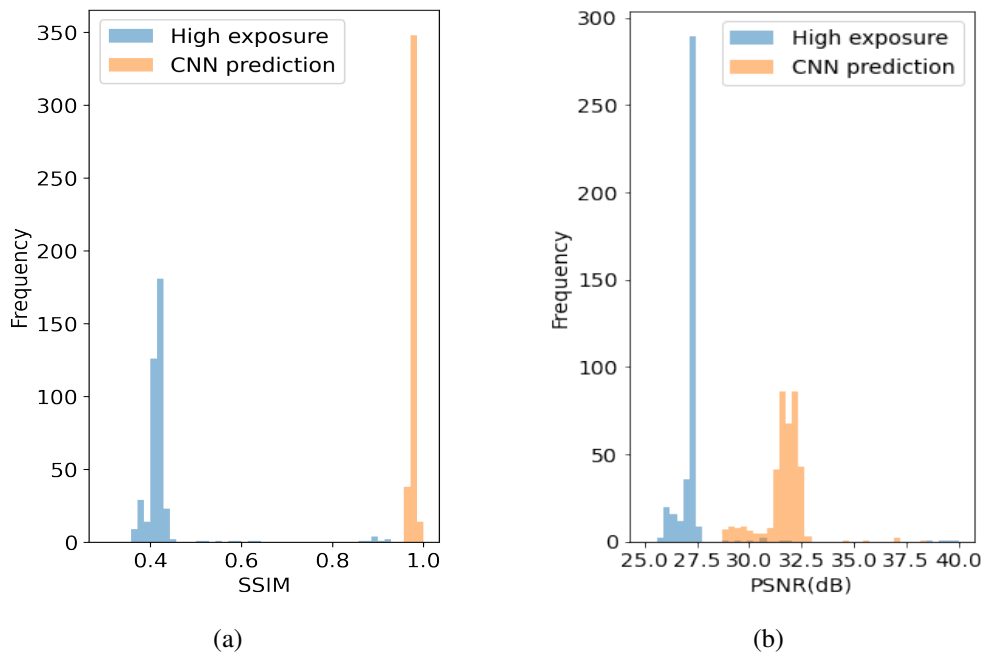 High exposure
CNN prediction
350
300
250
200
150
100
50
0
Frequency
0.4 0.6 0.8 1.0
SSIM
(a)
High exposure
CNN prediction
300
250
200
150
100
50
0
Frequency
25.0 27.5 30.0 32.5 35.0 37.5 40.0
PSNR(dB)
(b)